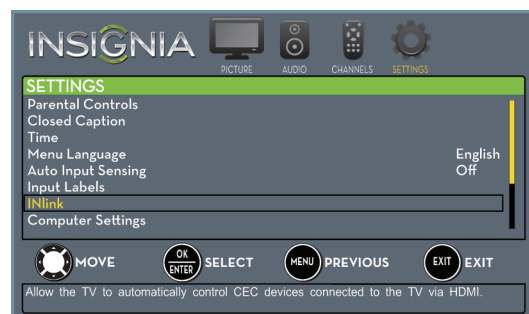 INSIGNIA
PICTURE AUDIO CHANNELS SETTINGS
SETTINGS
Parental Controls
Closed Caption
Time
Menu Language English
Auto Input Sensing Off
Input Labels
INlink
Computer Settings
MOVE OK ENTER SELECT MENU PREVIOUS EXIT EXIT
Allow the TV to automatically control CEC devices connected to the TV via HDMI.